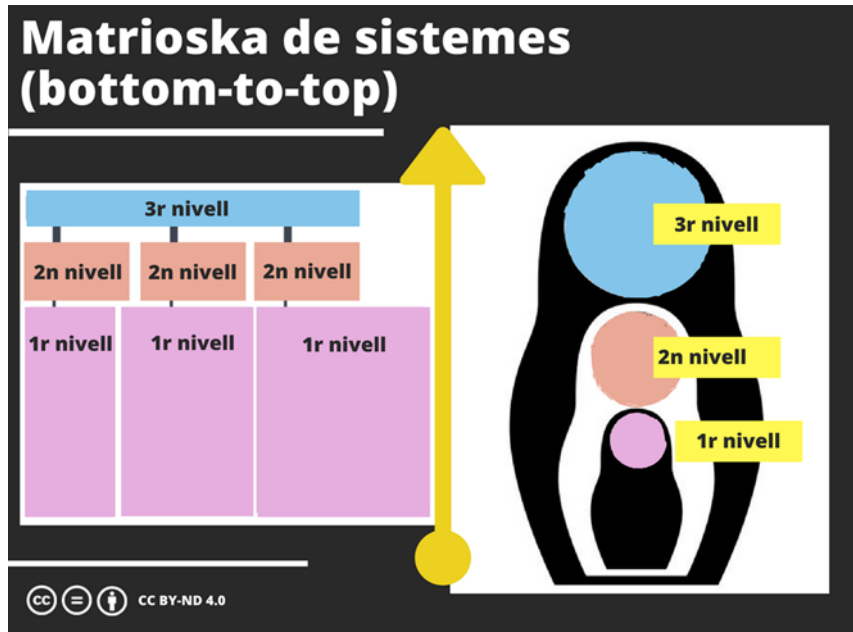 Matrioska de sistemes
(bottom-to-top)
3r nivell
2n nivell 2n nivell 2n nivell
1r nivell 1r nivell 1r nivell
3r nivell
2n nivell
1r nivell
cc = CC BY-ND 4.0